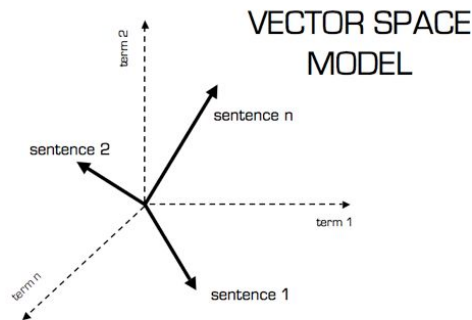 VECTOR SPACE
MODEL
term 2
sentence n
sentence 2
term 1
term n
sentence 1